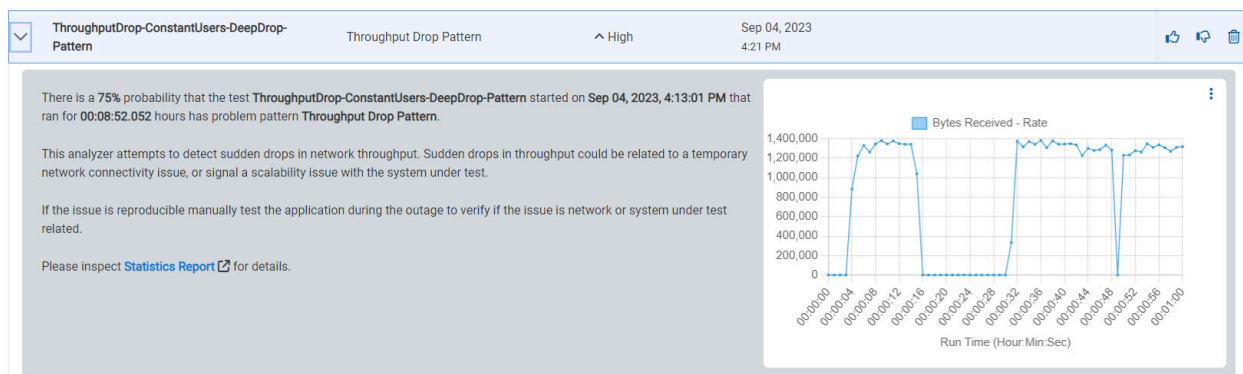 ThroughputDrop-ConstantUsers-DeepDrop-
Pattern
Throughput Drop Pattern
High
Sep 04, 2023
4:21 PM
There is a 75% probability that the test ThroughputDrop-ConstantUsers-DeepDrop-Pattern started on Sep 04, 2023, 4:13:01 PM that
ran for 00:08:52.052 hours has problem pattern Throughput Drop Pattern.
This analyzer attempts to detect sudden drops in network throughput. Sudden drops in throughput could be related to a temporary
network connectivity issue, or signal a scalability issue with the system under test.
If the issue is reproducible manually test the application during the outage to verify if the issue is network or system under test
related.
Please inspect Statistics Report for details.
Bytes Received - Rate
1,400,000
1,200,000
1,000,000
800,000
600,000
400,000
200,000
0
00:00:00
00:00:04
00:00:08
00:00:12
00:00:16
00:00:20
00:00:24
00:00:28
00:00:32
00:00:36
00:00:40
00:00:44
00:00:48
00:00:52
00:00:56
00:01:00
Run Time (Hour:Min:Sec)